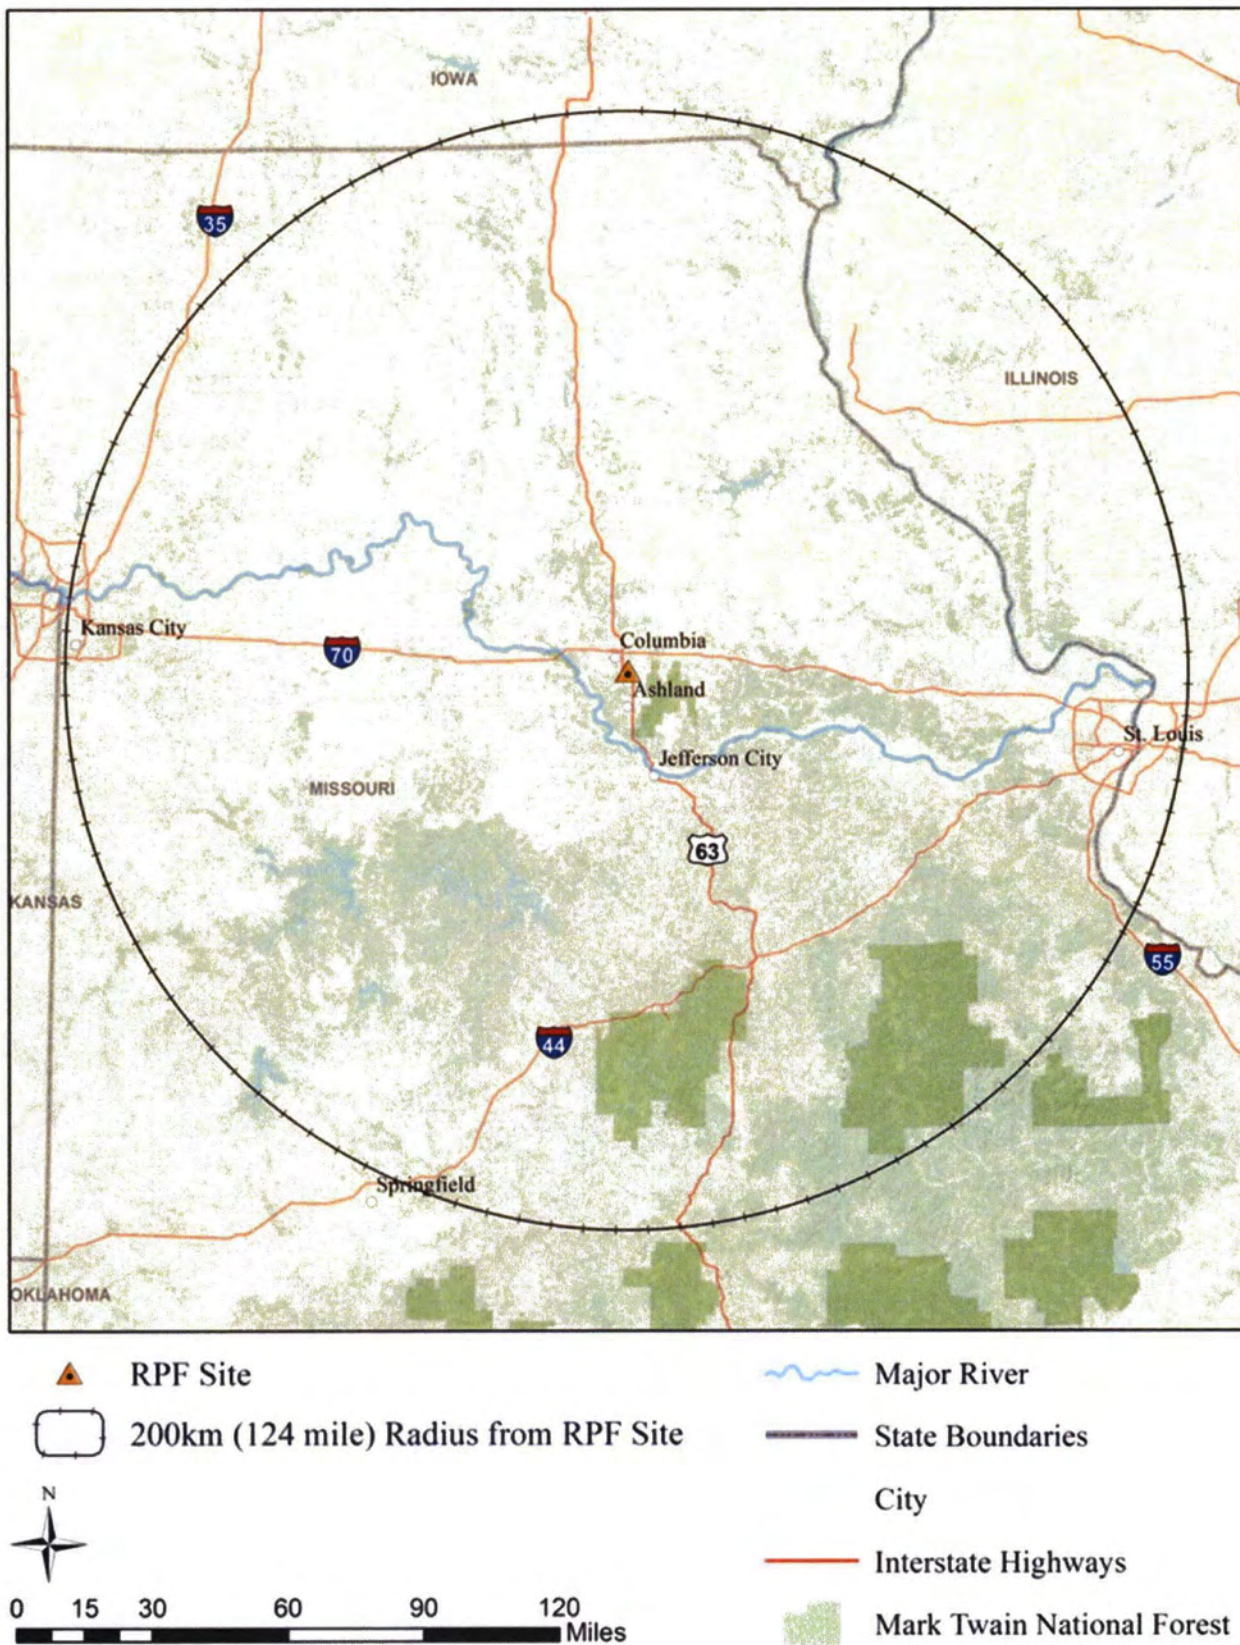 IOWA
35
ILLINOIS
Kansas City
70
Columbia
Ashland
St. Louis
Jefferson City
MISSOURI
63
KANSAS
55
44
Springfield
OKLAHOMA
RPF Site
Major River
200km (124 mile) Radius from RPF Site
State Boundaries
N
City
Interstate Highways
0 15 30 60 90 120
Miles
Mark Twain National Forest